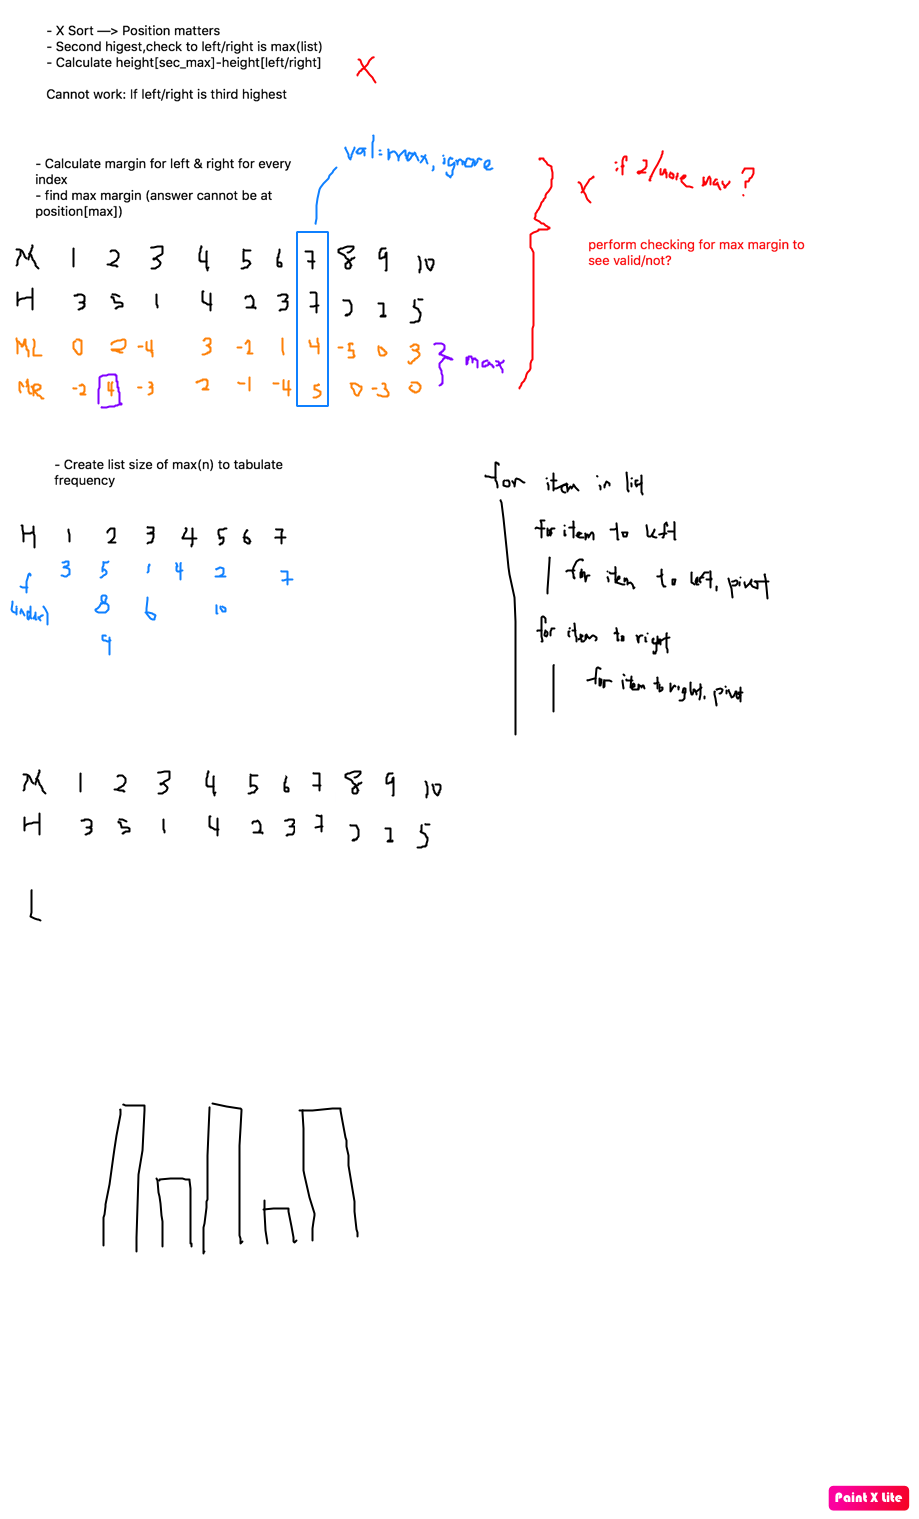 - X Sort —> Position matters
- Second higest,check to left/right is max(list)
- Calculate height[sec_max]-height[left/right]
X
Cannot work: If left/right is third highest
val=max, ignore
- Calculate margin for left & right for every
index
- find max margin (answer cannot be at
position[max])
X if 2/more max?
perform checking for max margin to
see valid/not?
M 1 2 3 4 5 6 7 8 9 10
H 3 5 1 4 2 3 7 2 2 5
ML 0 2 -4 3 -2 1 4 -5 0 3
max
MR -2 4 -3 2 -1 -4 5 0 -3 0
- Create list size of max(n) to tabulate
frequency
for item in list
for item to left
for item to left, pivot
for item to right
for item to right, pivot
H 1 2 3 4 5 6 7
f 3 5 1 4 2 7
(index) 8 6 10
9
M 1 2 3 4 5 6 7 8 9 10
H 3 5 1 4 2 3 7 2 2 5
L
Paint X Lite